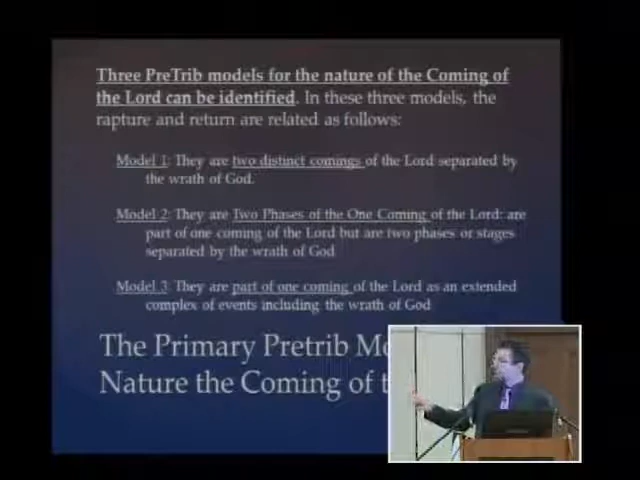 Three PreTrib models for the nature of the Coming of
the Lord can be identified. In these three models, the
rapture and return are related as follows:
Model 1: They are two distinct comings of the Lord separated by
the wrath of God.
Model 2: They are Two Phases of the One Coming of the Lord: are
part of one coming of the Lord but are two phases or stages
separated by the wrath of God
Model 3: They are part of one coming of the Lord as an extended
complex of events including the wrath of God
The Primary Pretrib
Nature the Coming of